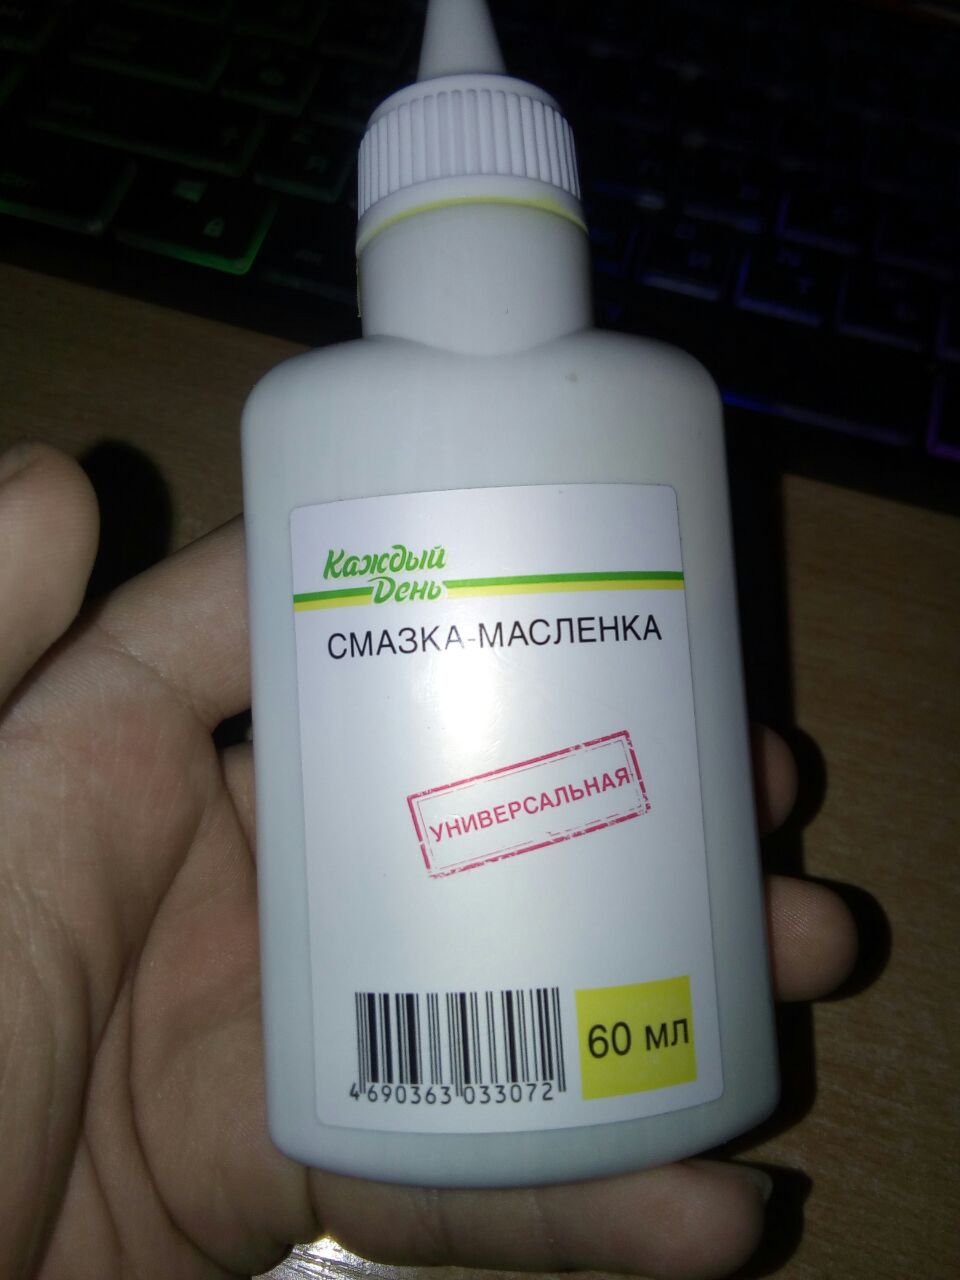 Каждый
День
СМАЗКА-МАСЛЕНКА
УНИВЕРСАЛЬНАЯ
60 мл
4 690363 033072